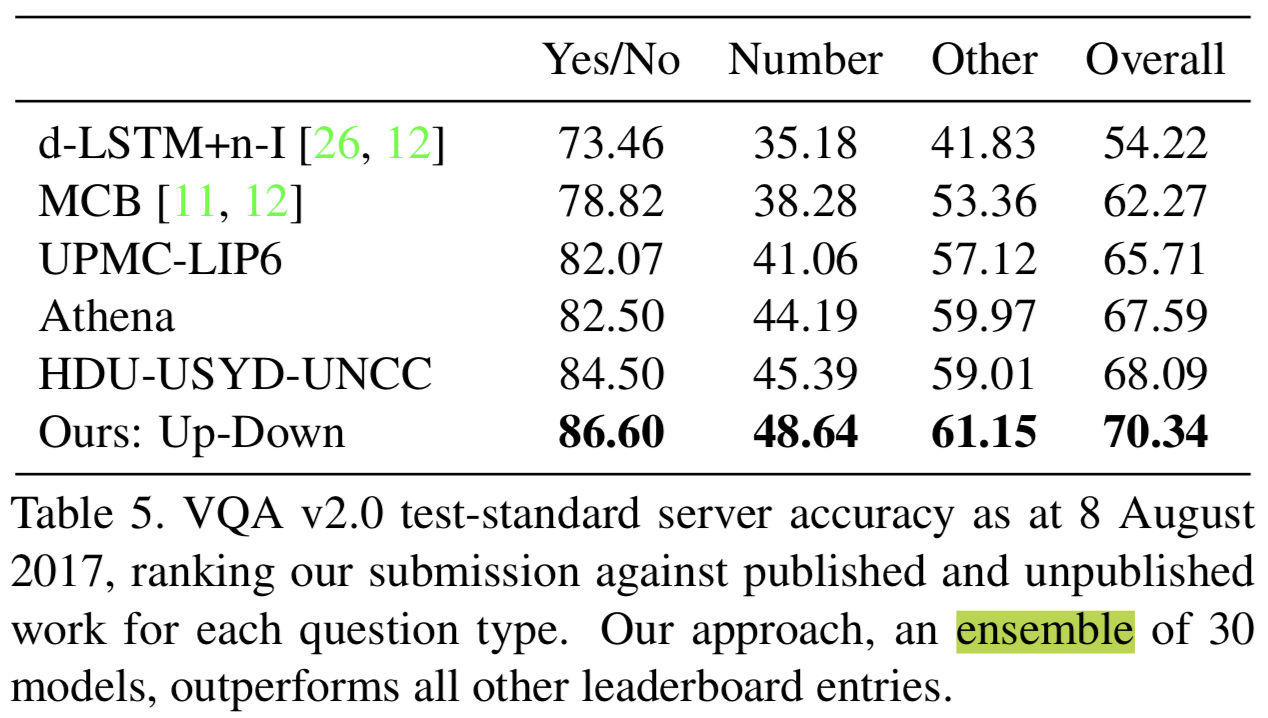 Yes/No Number Other Overall
d-LSTM+n-I [26, 12] 73.46 35.18 41.83 54.22
MCB [11, 12] 78.82 38.28 53.36 62.27
UPMC-LIP6 82.07 41.06 57.12 65.71
Athena 82.50 44.19 59.97 67.59
HDU-USYD-UNCC 84.50 45.39 59.01 68.09
Ours: Up-Down 86.60 48.64 61.15 70.34
Table 5. VQA v2.0 test-standard server accuracy as at 8 August
2017, ranking our submission against published and unpublished
work for each question type. Our approach, an ensemble of 30
models, outperforms all other leaderboard entries.